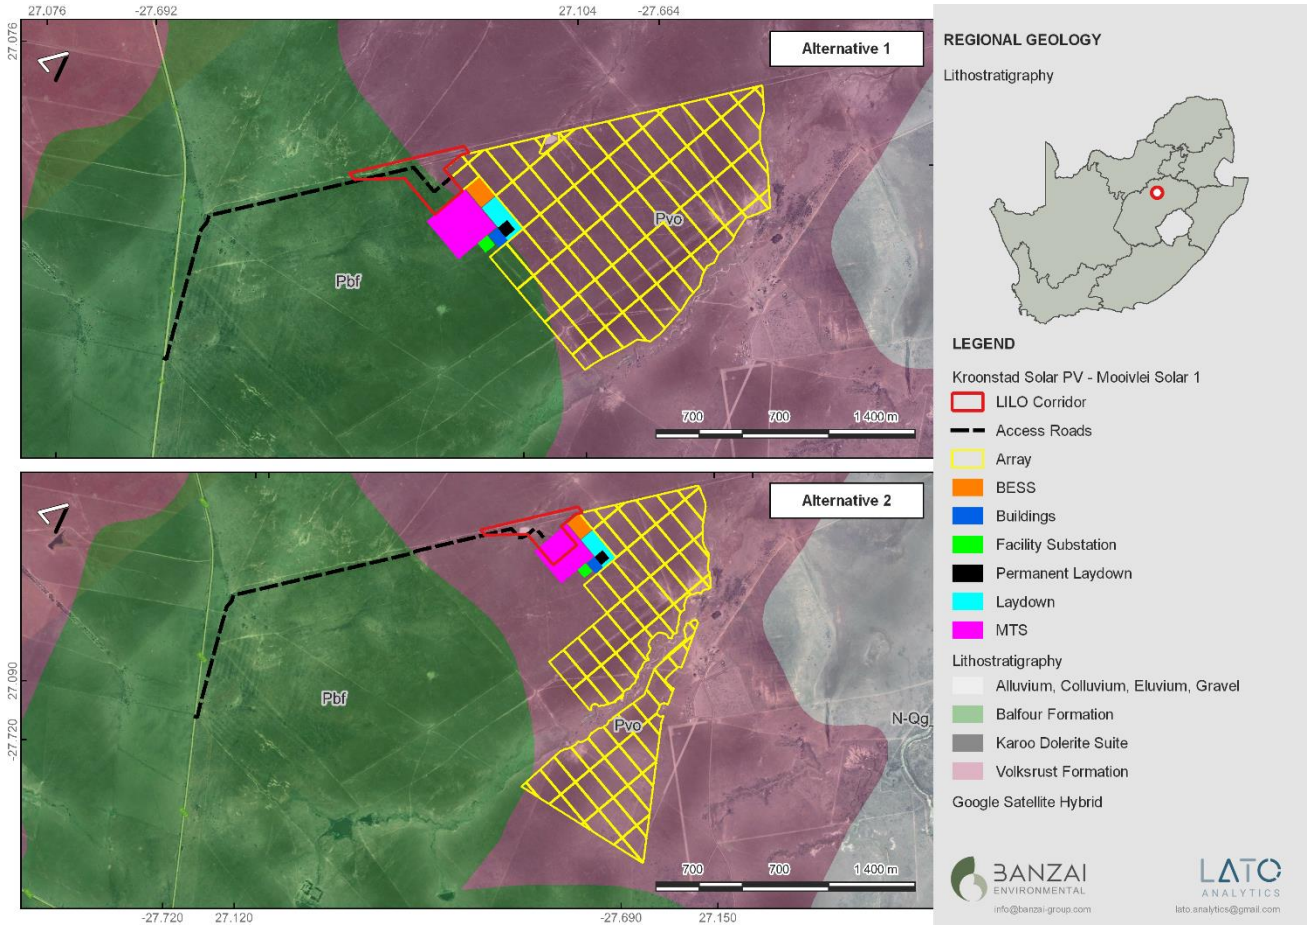 27.076
-27.692
27.104
-27.664
27.076
Alternative 1
Pvo
Pbf
700
700
1 400 m
Alternative 2
Pbf
Pvo
N-Qg
27.090
-27.720
700
700
1 400 m
-27.720
27.120
-27.690
27.150
REGIONAL GEOLOGY
Lithostratigraphy
LEGEND
Kroonstad Solar PV - Mooivlei Solar 1
LILO Corridor
Access Roads
Array
BESS
Buildings
Facility Substation
Permanent Laydown
Laydown
MTS
Lithostratigraphy
Alluvium, Colluvium, Eluvium, Gravel
Balfour Formation
Karoo Dolerite Suite
Volksrust Formation
Google Satellite Hybrid
BANZAI
ENVIRONMENTAL
info@banzai-group.com
LATO
ANALYTICS
lato.analytics@gmail.com